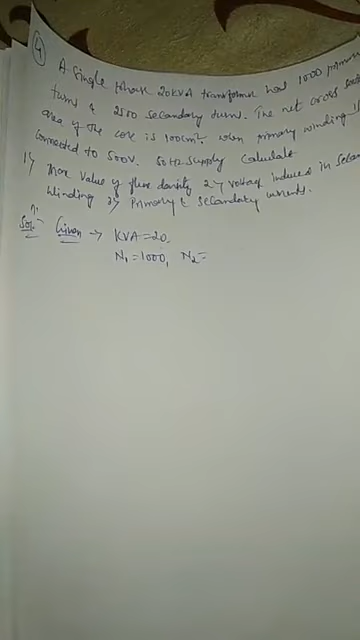 4
A Single phase 20KVA transformer has 1000 primary
turns & 2500 secondary turns. The net cross
area of the core is 100cm². when primary winding is
connected to 500V. 50Hz supply calculate
1) Max value of flux density 2) voltage induced in
winding 3) Primary & secondary currents.
Sol:- Given → KVA=20,
N₁=1000, N₂=